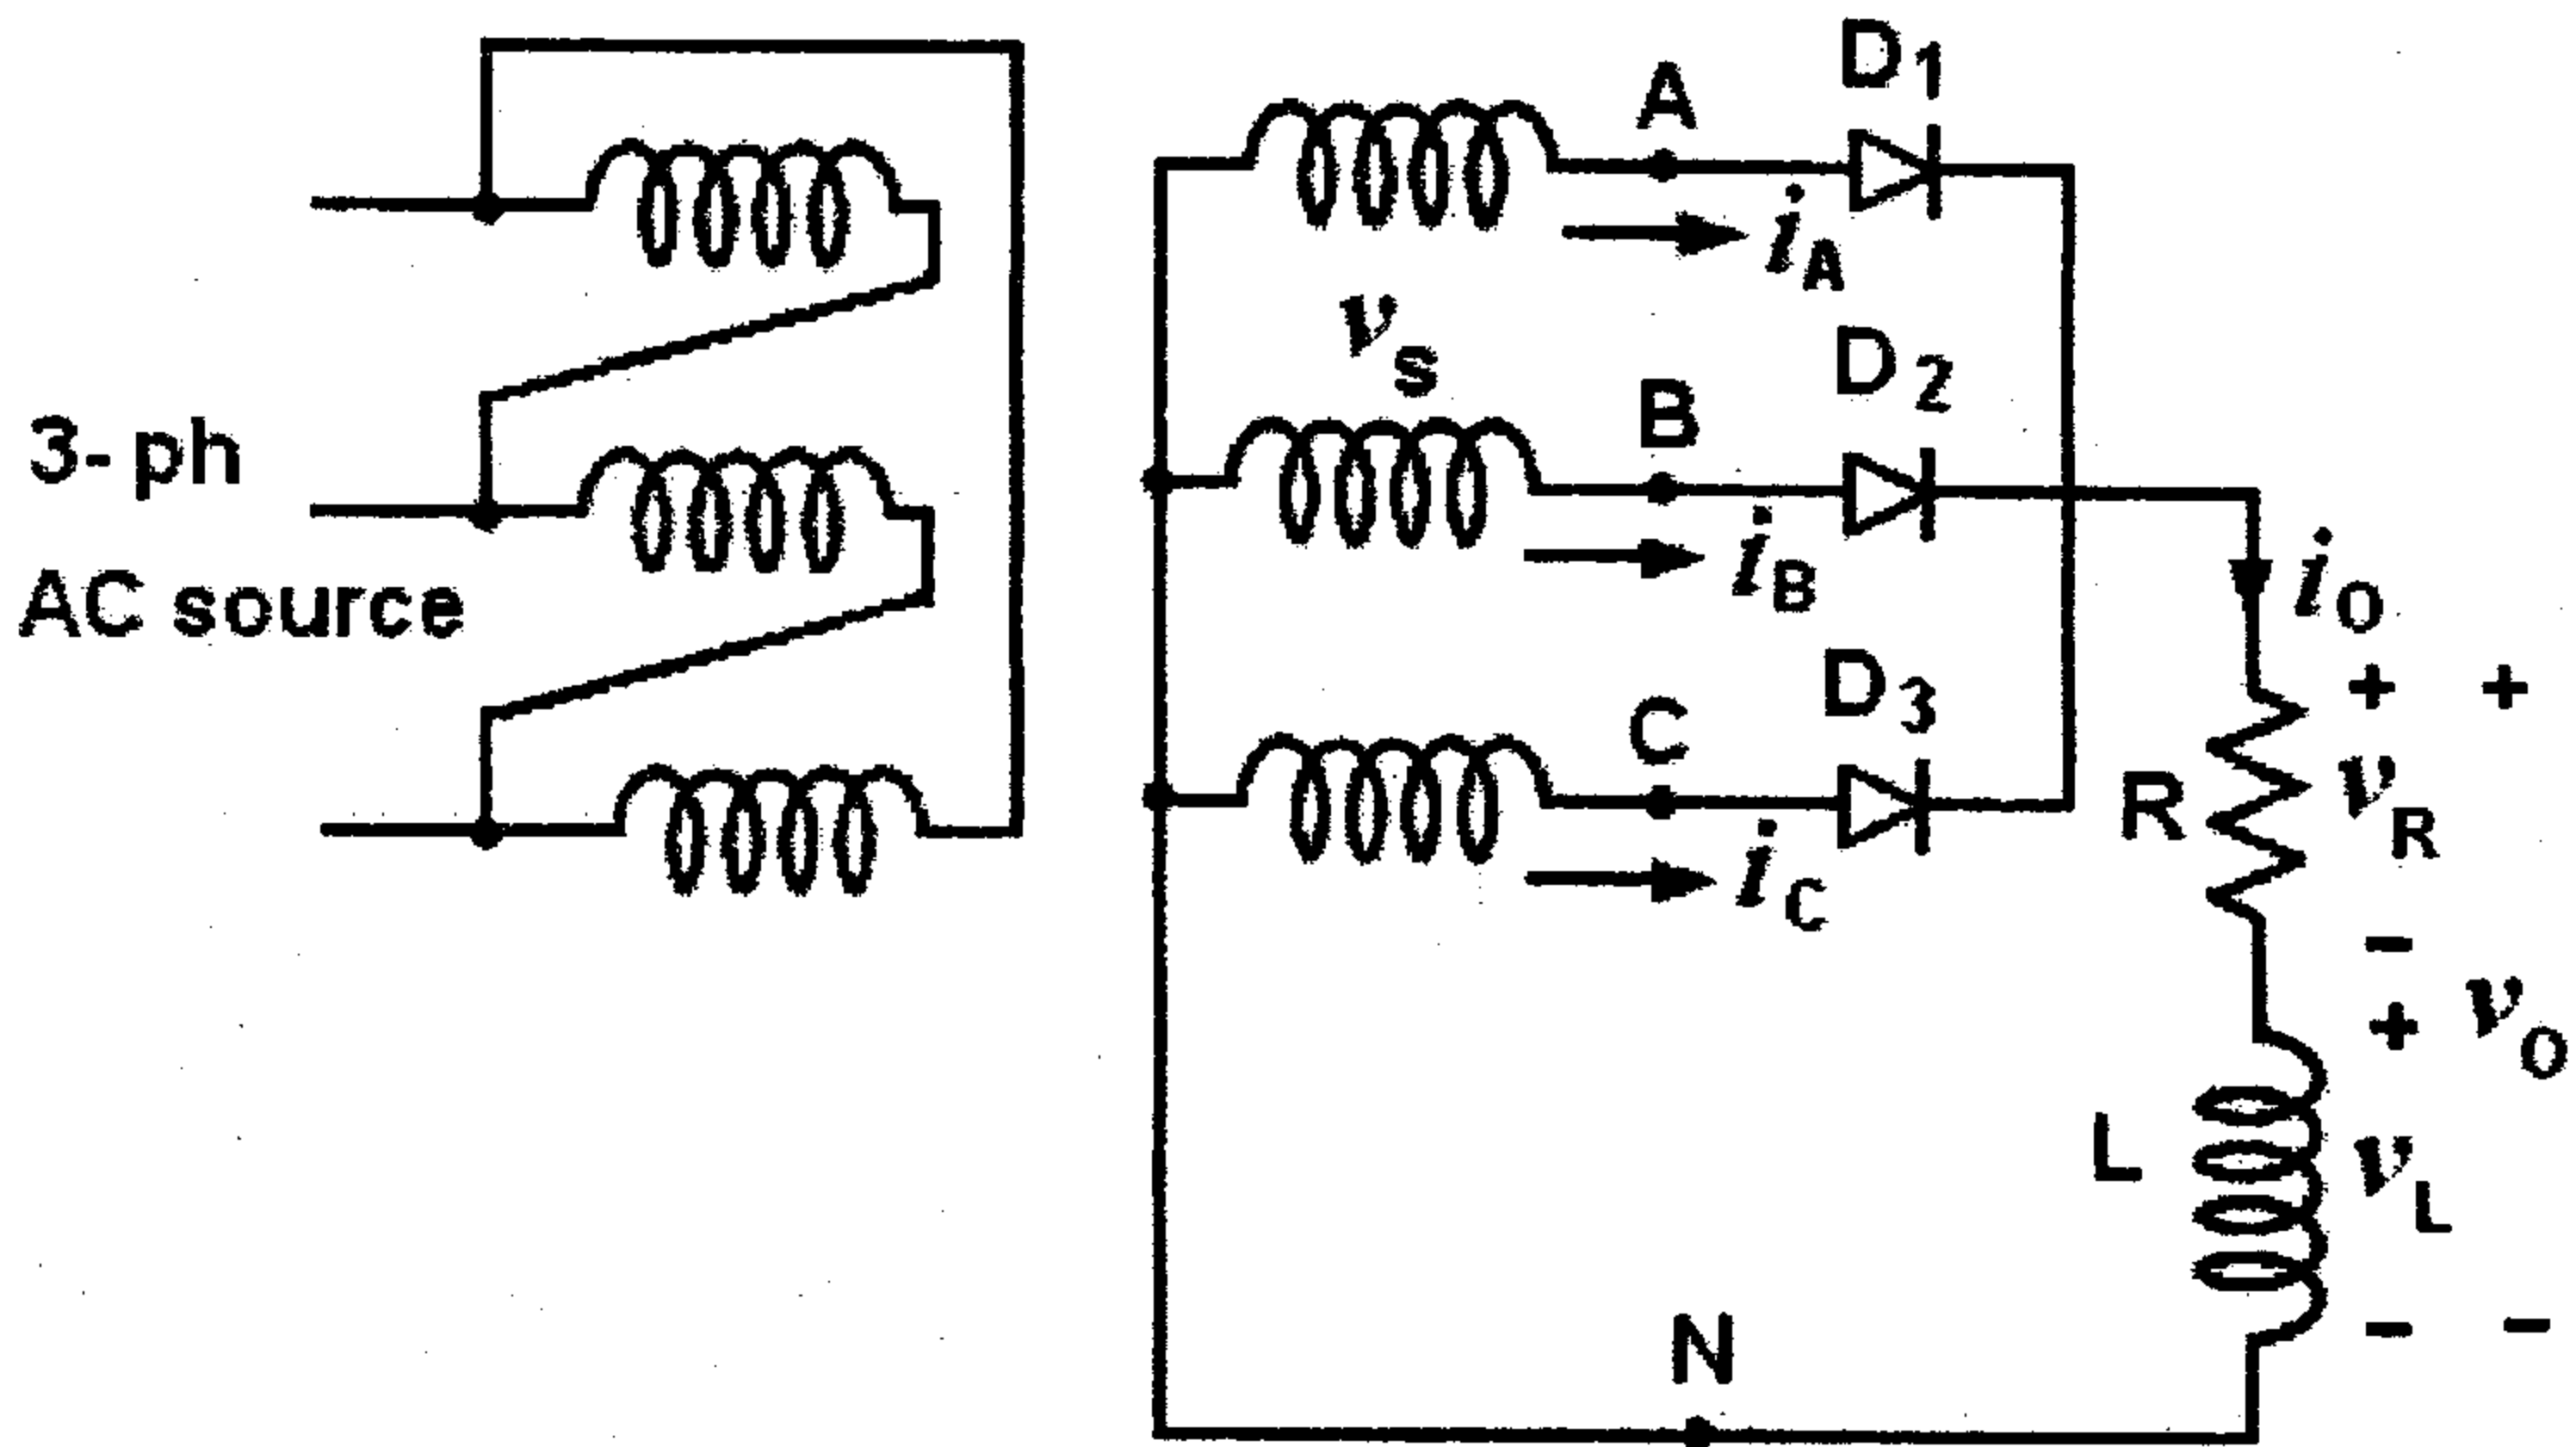 3-ph
AC source
A
D1
iA
vs
B
D2
iB
C
D3
iC
iO
+ +
R
vR
-
+
vO
L
vL
- -
N